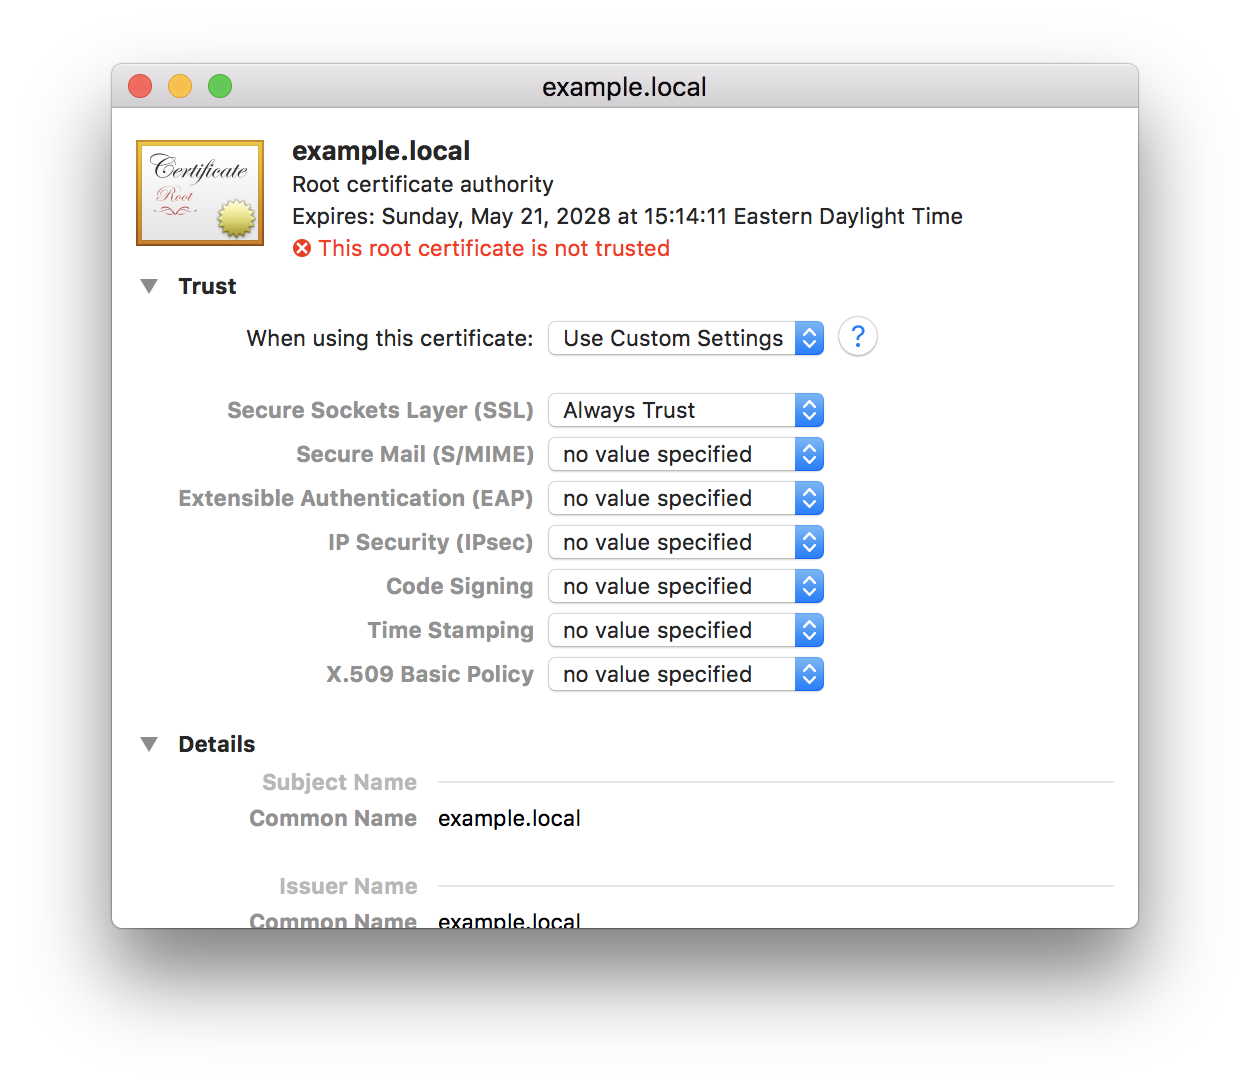 example.local
Certificate
Root
example.local
Root certificate authority
Expires: Sunday, May 21, 2028 at 15:14:11 Eastern Daylight Time
This root certificate is not trusted
Trust
When using this certificate: Use Custom Settings ?
Secure Sockets Layer (SSL) Always Trust
Secure Mail (S/MIME) no value specified
Extensible Authentication (EAP) no value specified
IP Security (IPsec) no value specified
Code Signing no value specified
Time Stamping no value specified
X.509 Basic Policy no value specified
Details
Subject Name
Common Name example.local
Issuer Name
Common Name example.local